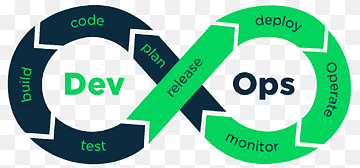 code
plan
build
Dev
test
release
deploy
Ops
Operate
monitor